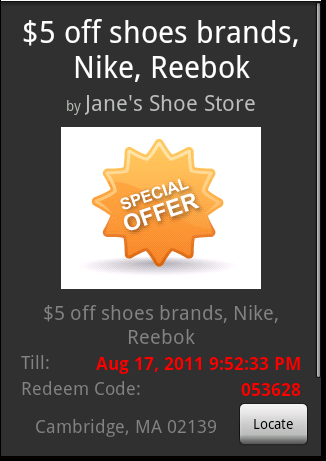 $5 off shoes brands,
Nike, Reebok
by Jane's Shoe Store
SPECIAL
OFFER
$5 off shoes brands, Nike,
Reebok
Till: Aug 17, 2011 9:52:33 PM
Redeem Code: 053628
Cambridge, MA 02139 Locate